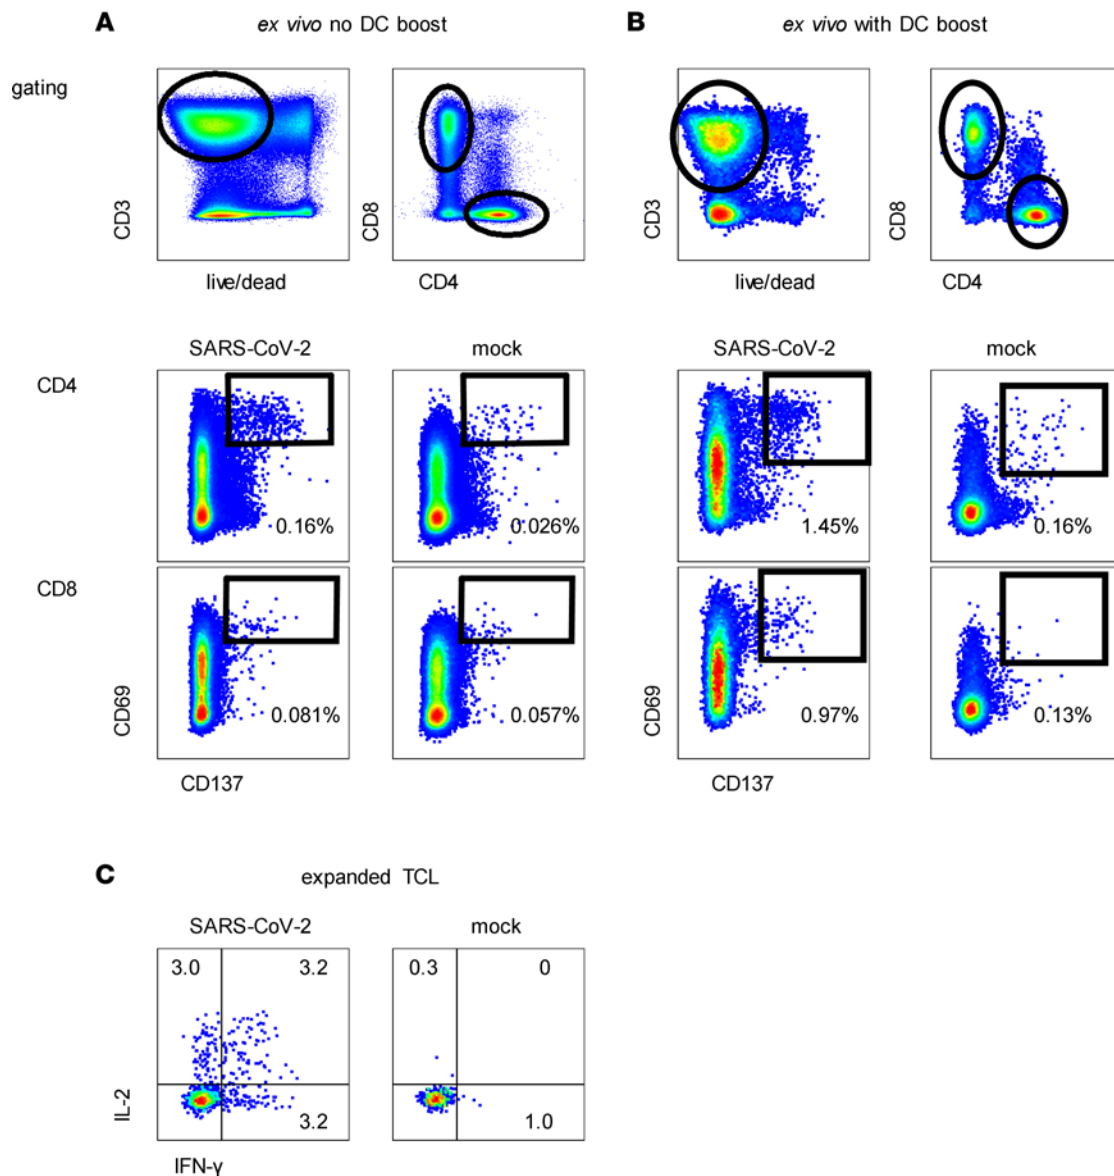 A
ex vivo no DC boost
B
ex vivo with DC boost
gating
CD3
live/dead
CD8
CD4
CD3
live/dead
CD8
CD4
SARS-CoV-2
mock
SARS-CoV-2
mock
CD4
0.16%
0.026%
1.45%
0.16%
CD8
CD69
0.081%
0.057%
CD69
0.97%
0.13%
CD137
CD137
C
expanded TCL
SARS-CoV-2
mock
3.0
3.2
0.3
0
IL-2
3.2
1.0
IFN-γ